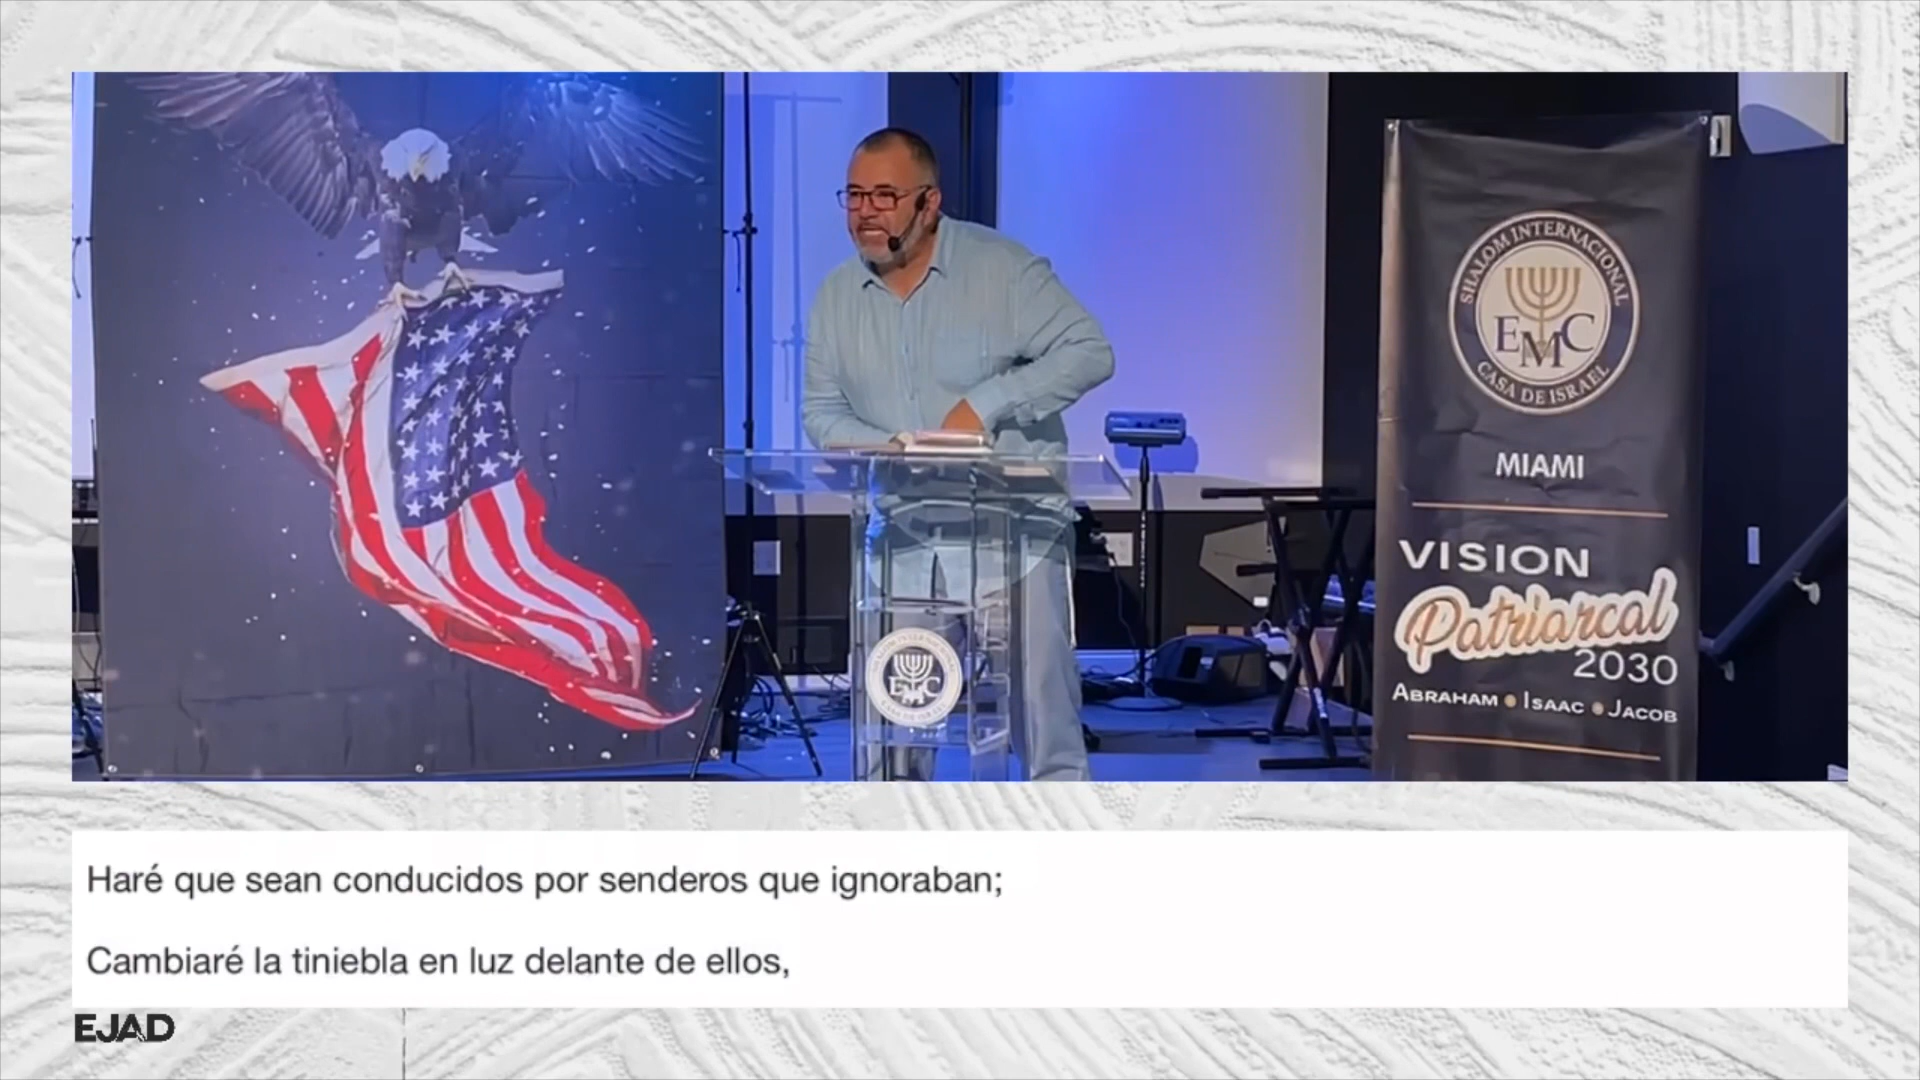 SHALOM INTERNACIONAL
EMC
CASA DE ISRAEL
MIAMI
VISION
Patriarcal
2030
ABRAHAM • ISAAC • JACOB
EMC
Haré que sean conducidos por senderos que ignoraban;
Cambiaré la tiniebla en luz delante de ellos,
EJAD